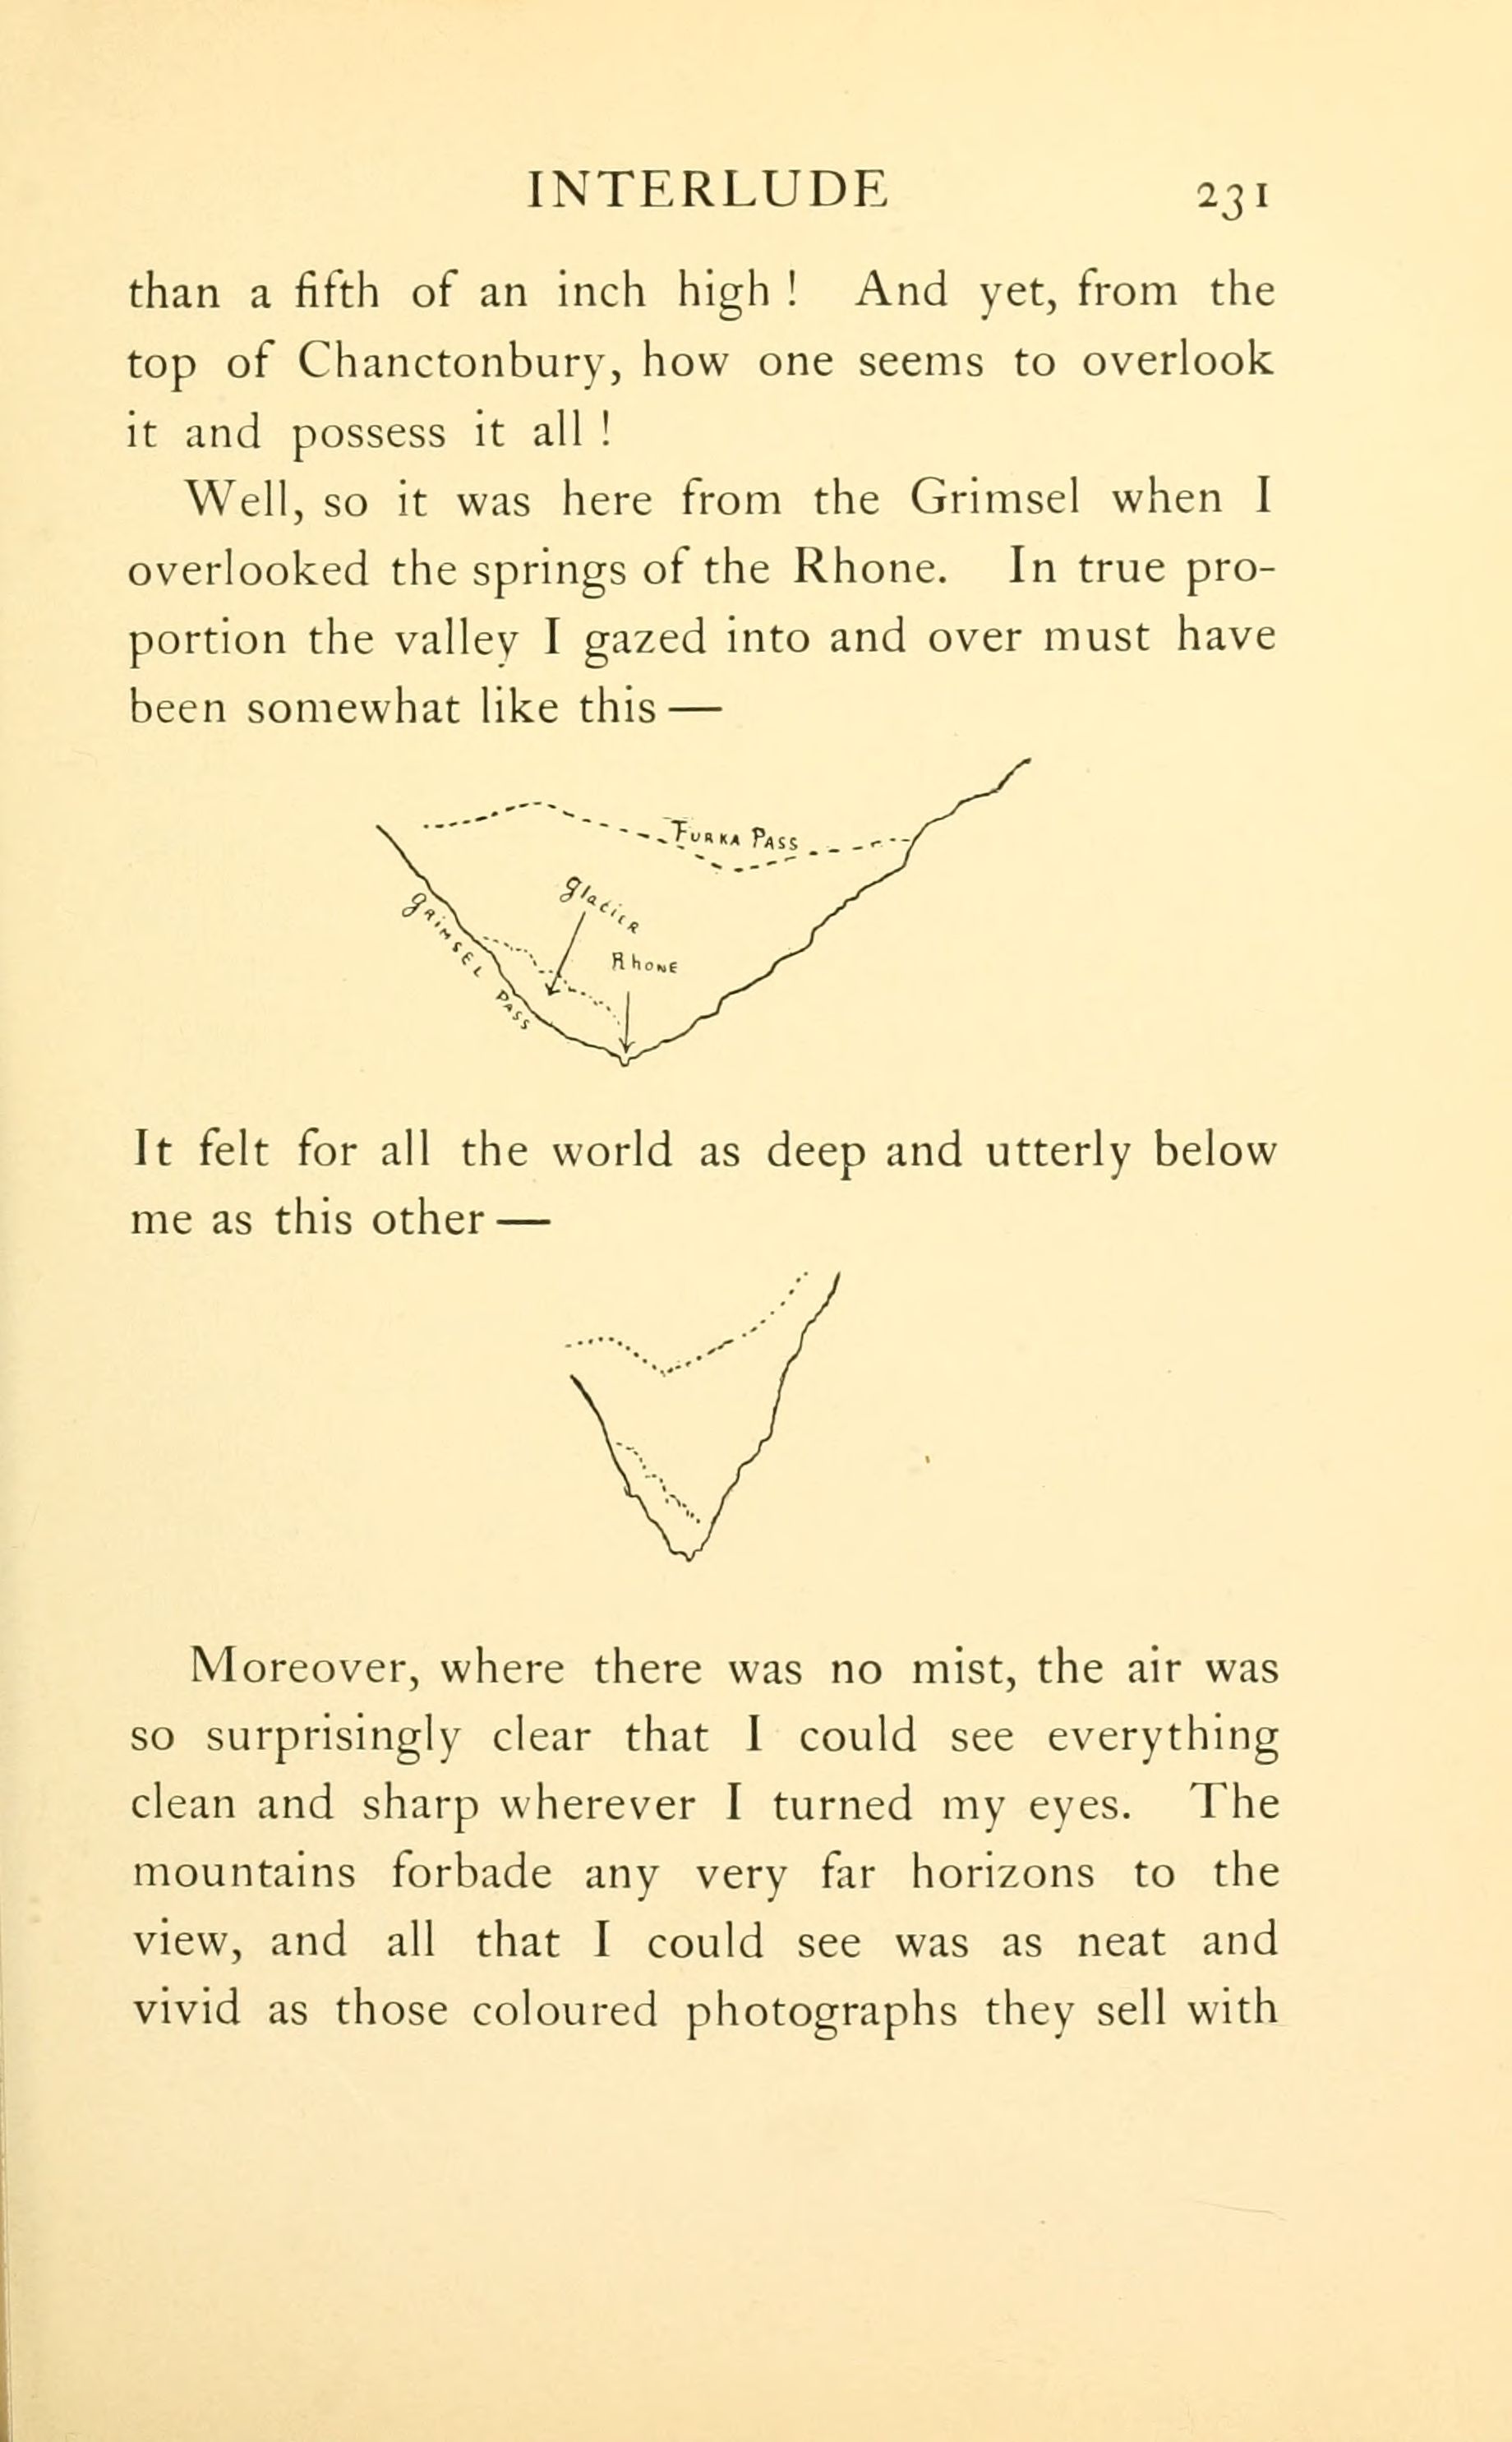 INTERLUDE 231
than a fifth of an inch high ! And yet, from the
top of Chanctonbury, how one seems to overlook
it and possess it all !
Well, so it was here from the Grimsel when I
overlooked the springs of the Rhone. In true pro-
portion the valley I gazed into and over must have
been somewhat like this —
FURKA PASS
Glacier
GRIMSEL PASS
RhONE
It felt for all the world as deep and utterly below
me as this other —
Moreover, where there was no mist, the air was
so surprisingly clear that I could see everything
clean and sharp wherever I turned my eyes. The
mountains forbade any very far horizons to the
view, and all that I could see was as neat and
vivid as those coloured photographs they sell with